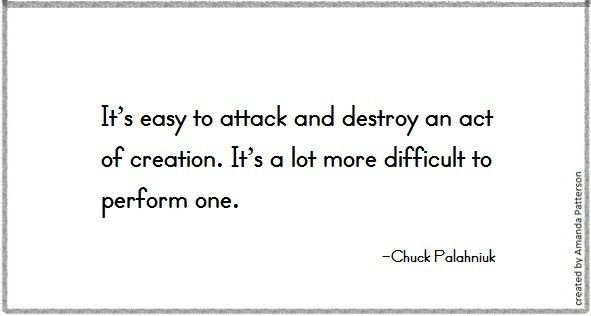 It's easy to attack and destroy an act
of creation. It's a lot more difficult to
perform one.
-Chuck Palahniuk
created by Amanda Patterson